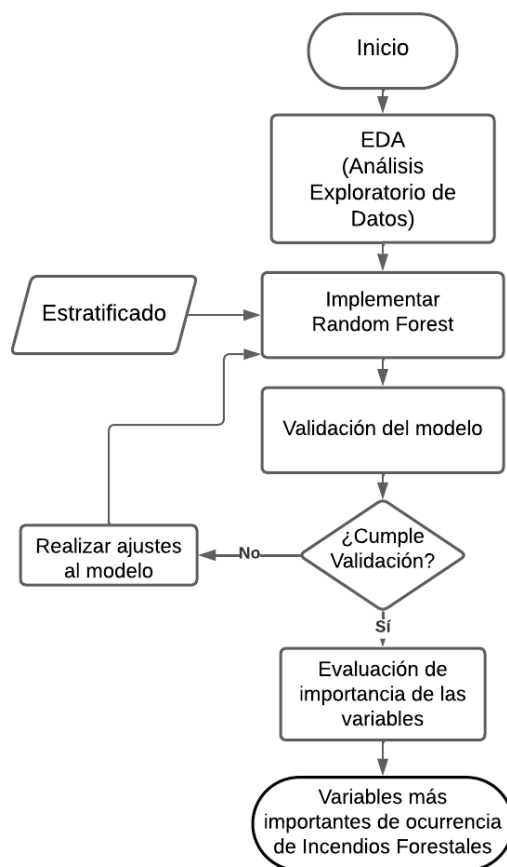 Inicio
EDA
(Análisis
Exploratorio de
Datos)
Estratificado
Implementar
Random Forest
Validación del modelo
¿Cumple
Validación?
No
Realizar ajustes
al modelo
Sí
Evaluación de
importancia de las
variables
Variables más
importantes de ocurrencia
de Incendios Forestales